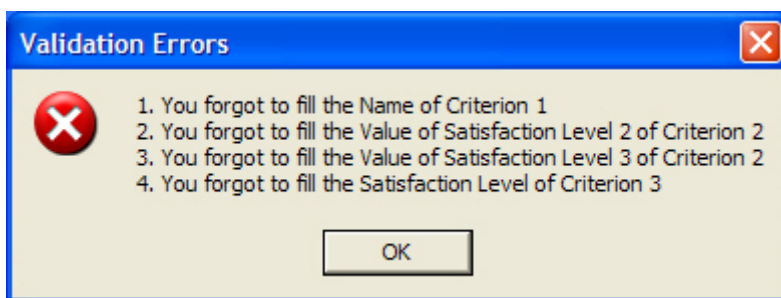 Validation Errors
1. You forgot to fill the Name of Criterion 1
2. You forgot to fill the Value of Satisfaction Level 2 of Criterion 2
3. You forgot to fill the Value of Satisfaction Level 3 of Criterion 2
4. You forgot to fill the Satisfaction Level of Criterion 3
OK